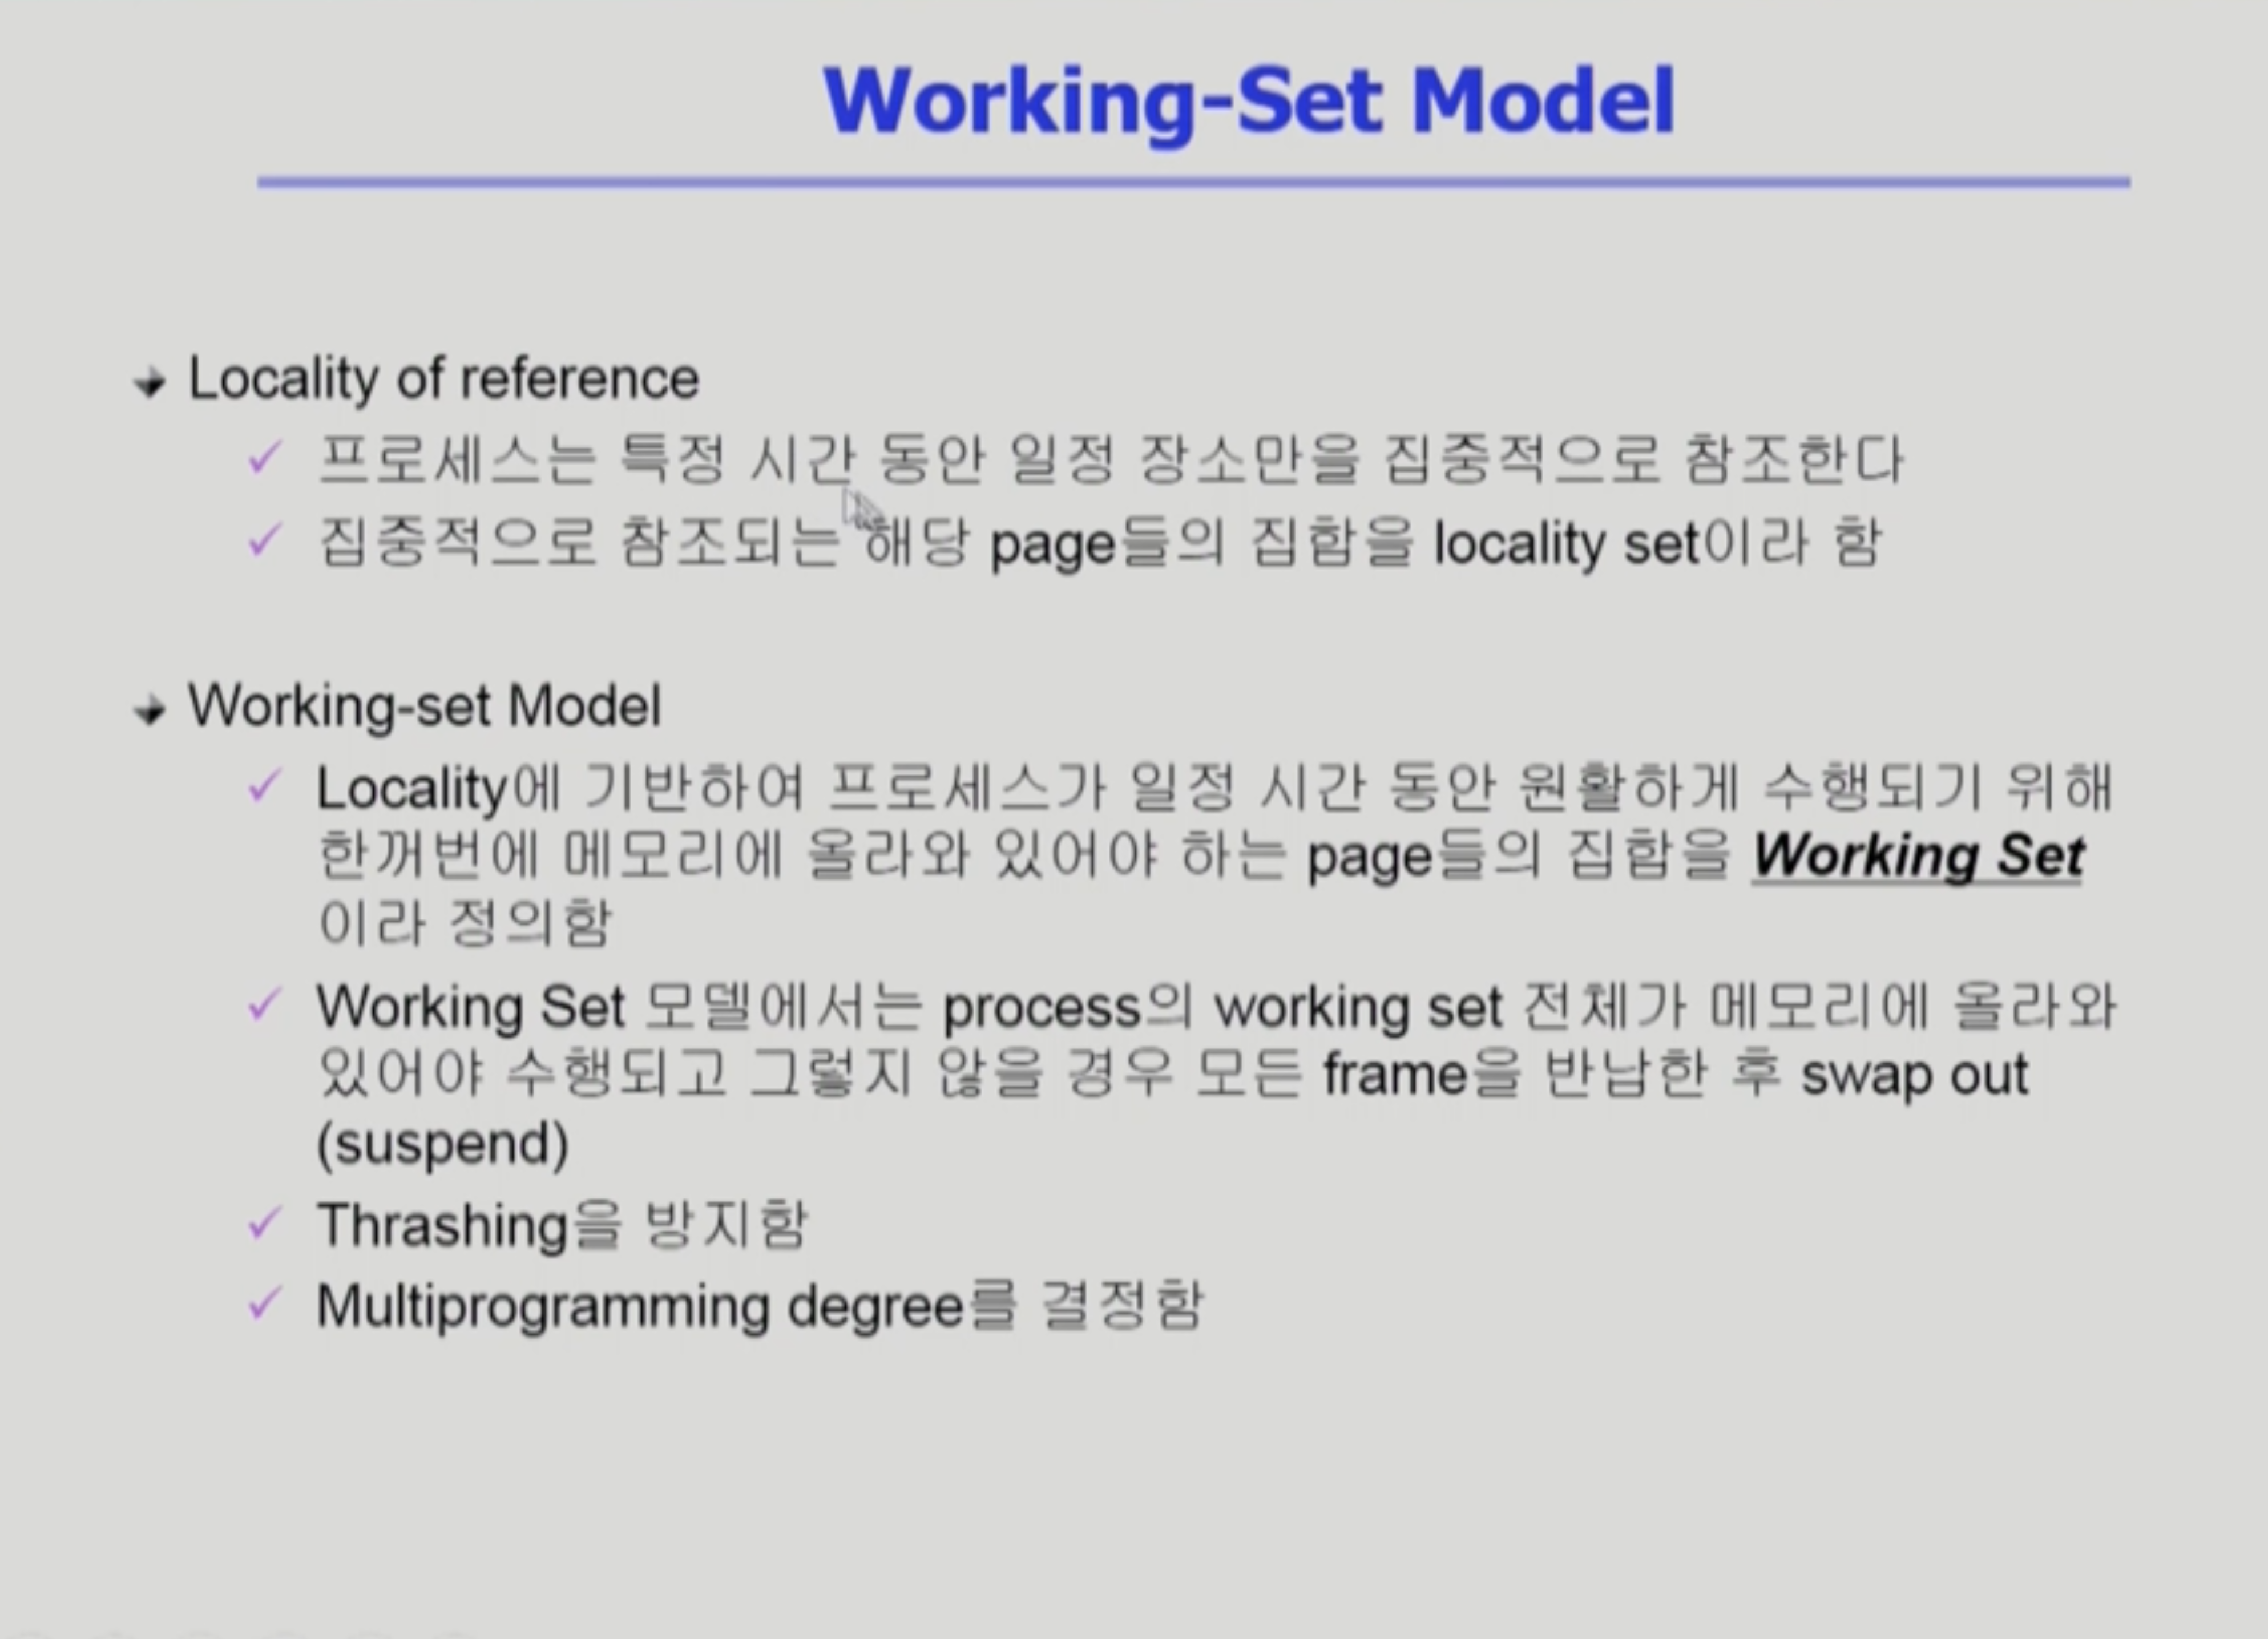 Working-Set Model
Locality of reference
프로세스는 특정 시간 동안 일정 장소만을 집중적으로 참조한다
집중적으로 참조되는 해당 page들의 집합을 locality set이라 함
Working-set Model
Locality에 기반하여 프로세스가 일정 시간 동안 원활하게 수행되기 위해
한꺼번에 메모리에 올라와 있어야 하는 page들의 집합을 Working Set
이라 정의함
Working Set 모델에서는 process의 working set 전체가 메모리에 올라와
있어야 수행되고 그렇지 않을 경우 모든 frame을 반납한 후 swap out
(suspend)
Thrashing을 방지함
Multiprogramming degree를 결정함